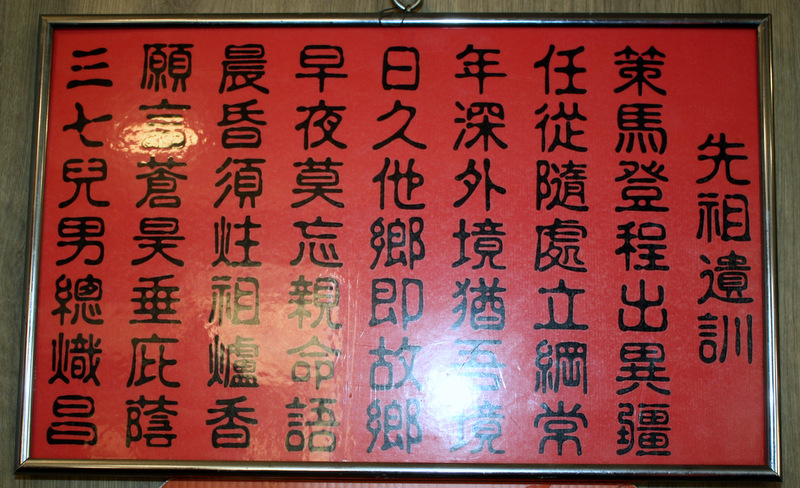 先祖遺訓
策馬登程出異疆
任從隨處立綱常
年深外境猶吾境
日久他鄉即故鄉
早夜莫忘親命語
晨昏須炷祖爐香
願言蒼昊垂庇蔭
三七兒男總熾昌